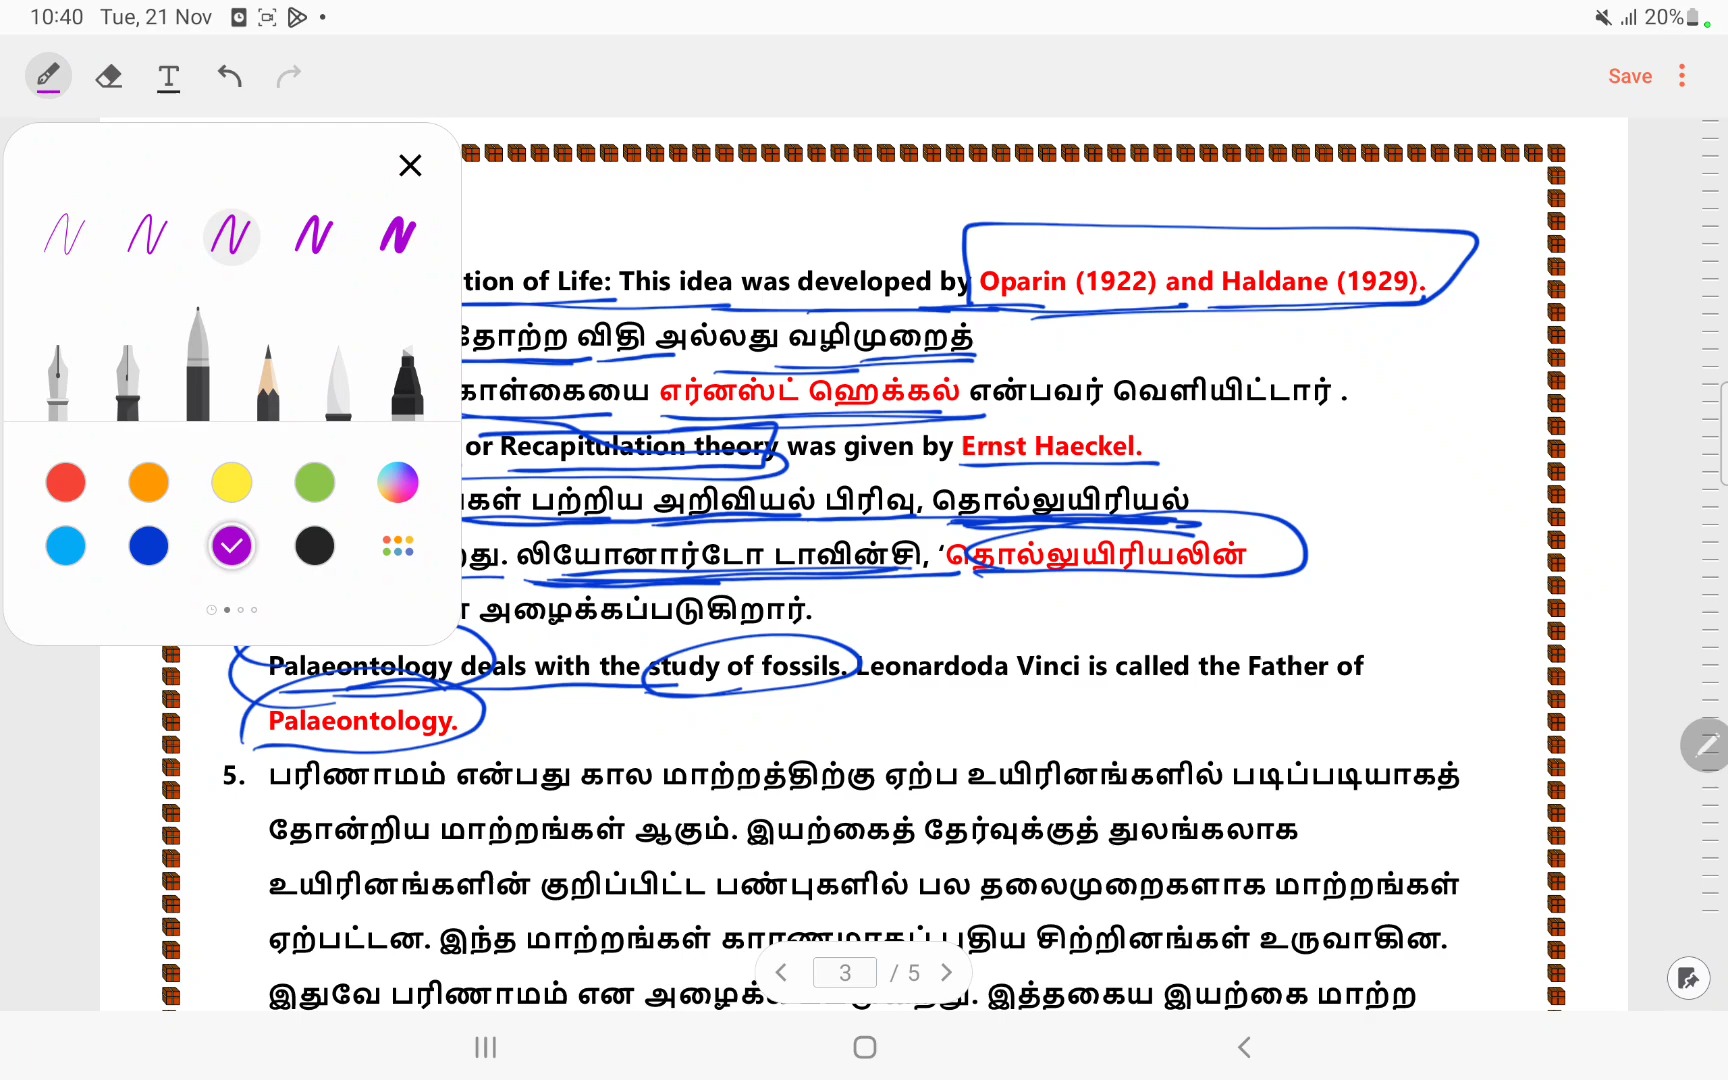 10:40 Tue, 21 Nov
20%
Save
tion of Life: This idea was developed by Oparin (1922) and Haldane (1929).
தோற்ற விதி அல்லது வழிமுறைத்
காள்கையை எர்னஸ்ட் ஹெக்கல் என்பவர் வெளியிட்டார் .
or Recapitulation theory was given by Ernst Haeckel.
பற்றிய அறிவியல் பிரிவு, தொல்லுயிரியல்
லியோனார்டோ டாவின்சி, ‘தொல்லுயிரியலின்
அழைக்கப்படுகிறார்.
Palaeontology deals with the study of fossils. Leonardoda Vinci is called the Father of
Palaeontology.
5. பரிணாமம் என்பது கால மாற்றத்திற்கு ஏற்ப உயிரினங்களில் படிப்படியாகத்
தோன்றிய மாற்றங்கள் ஆகும். இயற்கைத் தேர்வுக்குத் துலங்கலாக
உயிரினங்களின் குறிப்பிட்ட பண்புகளில் பல தலைமுறைகளாக மாற்றங்கள்
ஏற்பட்டன. இந்த மாற்றங்கள் காரணமாகப் புதிய சிற்றினங்கள் உருவாகின.
இதுவே பரிணாமம் என இத்தகைய இயற்கை மாற்ற
3 / 5